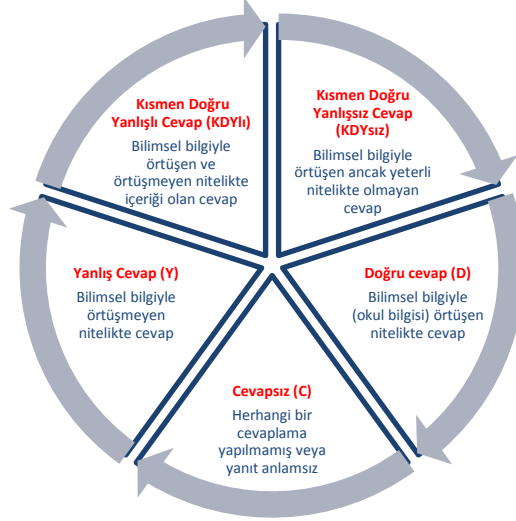 Kısmen Doğru
Yanlışlı Cevap (KDYlı)
Bilimsel bilgiyle
örtüşen ve
örtüşmeyen nitelikte
içeriği olan cevap
Kısmen Doğru
Yanlışsız Cevap
(KDYsız)
Bilimsel bilgiyle
örtüşen ancak yeterli
nitelikte olmayan
cevap
Yanlış Cevap (Y)
Bilimsel bilgiyle
örtüşmeyen
nitelikte cevap
Doğru cevap (D)
Bilimsel bilgiyle
(okul bilgisi) örtüşen
nitelikte cevap
Cevapsız (C)
Herhangi bir
cevaplama
yapılmamış veya
yanıt anlamsız